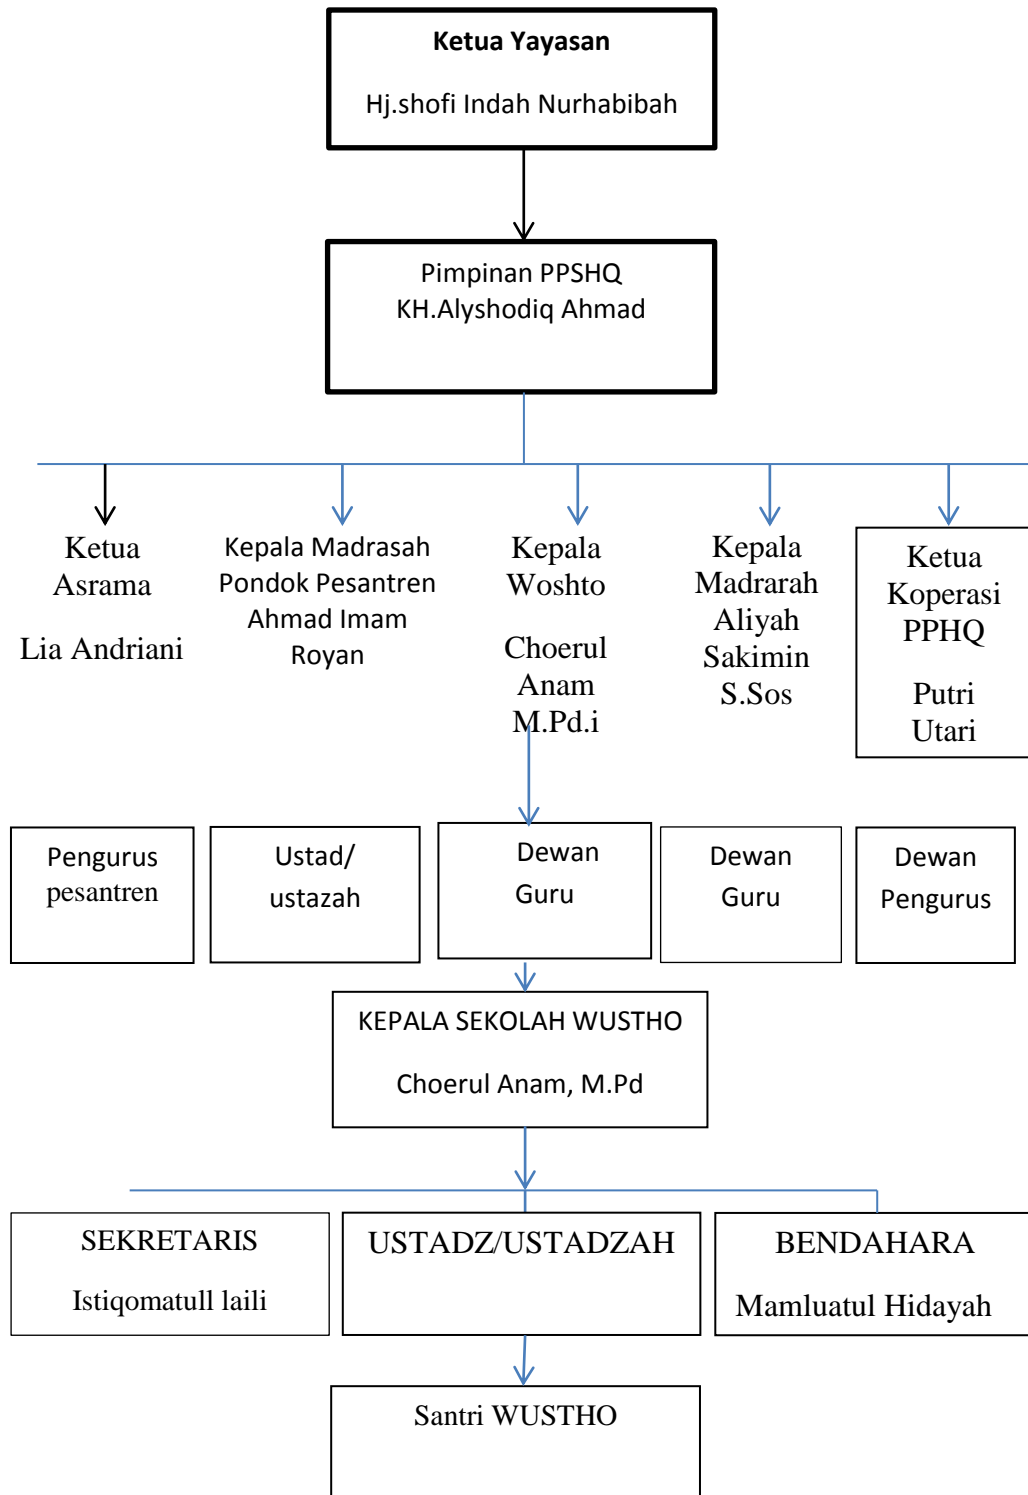 Ketua Yayasan
Hj.shofi Indah Nurhabibah
Pimpinan PPSHQ
KH.Alyshodiq Ahmad
Ketua
Asrama
Lia Andriani
Kepala Madrasah
Pondok Pesantren
Ahmad Imam
Royan
Kepala
Woshto
Choerul
Anam
M.Pd.i
Kepala
Madrarah
Aliyah
Sakimin
S.Sos
Ketua
Koperasi
PPHQ
Putri
Utari
Pengurus
pesantren
Ustad/
ustazah
Dewan
Guru
Dewan
Guru
Dewan
Pengurus
KEPALA SEKOLAH WUSTHO
Choerul Anam, M.Pd
SEKRETARIS
Istiqomatull laili
USTADZ/USTADZAH
BENDAHARA
Mamluatul Hidayah
Santri WUSTHO